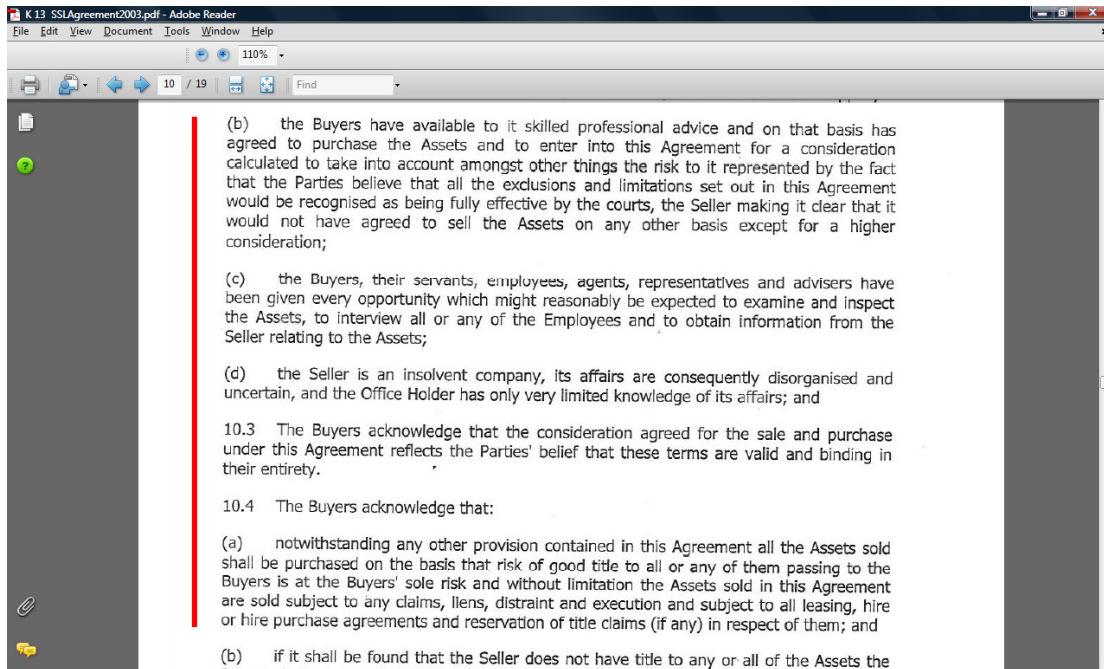 K 13 SSLAgreement2003.pdf - Adobe Reader
File Edit View Document Tools Window Help
110%
10 / 19 Find
(b) the Buyers have available to it skilled professional advice and on that basis has
agreed to purchase the Assets and to enter into this Agreement for a consideration
calculated to take into account amongst other things the risk to it represented by the fact
that the Parties believe that all the exclusions and limitations set out in this Agreement
would be recognised as being fully effective by the courts, the Seller making it clear that it
would not have agreed to sell the Assets on any other basis except for a higher
consideration;
(c) the Buyers, their servants, employees, agents, representatives and advisers have
been given every opportunity which might reasonably be expected to examine and inspect
the Assets, to interview all or any of the Employees and to obtain information from the
Seller relating to the Assets;
(d) the Seller is an insolvent company, its affairs are consequently disorganised and
uncertain, and the Office Holder has only very limited knowledge of its affairs; and
10.3 The Buyers acknowledge that the consideration agreed for the sale and purchase
under this Agreement reflects the Parties' belief that these terms are valid and binding in
their entirety.
10.4 The Buyers acknowledge that:
(a) notwithstanding any other provision contained in this Agreement all the Assets sold
shall be purchased on the basis that risk of good title to all or any of them passing to the
Buyers is at the Buyers' sole risk and without limitation the Assets sold in this Agreement
are sold subject to any claims, liens, distraint and execution and subject to all leasing, hire
or hire purchase agreements and reservation of title claims (if any) in respect of them; and
(b) if it shall be found that the Seller does not have title to any or all of the Assets the